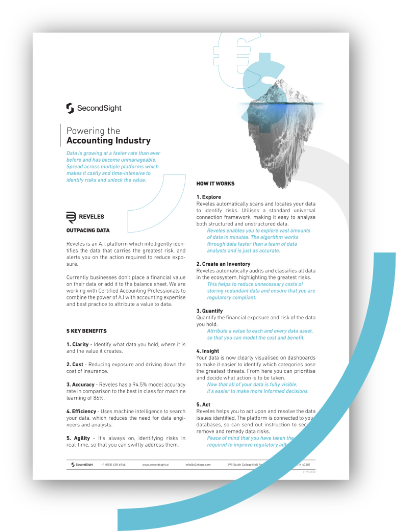 SecondSight
Powering the
Accounting Industry
Data is growing at a faster rate than ever
before and has become unmanageable.
Spread across multiple platforms which
makes it costly and time-intensive to
identify risks and unlock the value.
REVELES
OUTPACING DATA
Reveles is an A.I. platform which intelligently iden-
tifies the data that carries the greatest risk, and
alerts you on the action required to reduce expo-
sure.
Currently businesses don't place a financial value
on their data or add it to the balance sheet. We are
working with Certified Accounting Professionals to
combine the power of A.I with accounting expertise
and best practice to attribute a value to data.
5 KEY BENEFITS
1. Clarity - Identify what data you hold, where it is
and the value it creates.
2. Cost - Reducing exposure and driving down the
cost of insurance.
3. Accuracy - Reveles has a 94.5% model accuracy
rate in comparison to the best in class for machine
learning of 85%.
4. Efficiency - Uses machine intelligence to search
your data, which reduces the need for data engi-
neers and analysts.
5. Agility - It's always on, identifying risks in
real-time, so that you can swiftly address them.
HOW IT WORKS
1. Explore
Reveles automatically scans and locates your data
to identify risks. Utilises a standard universal
connection framework, making it easy to analyse
both structured and unstructured data.
Reveles enables you to explore vast amounts
of data in minutes. The algorithm works
through data faster than a team of data
analysts and is just as accurate.
2. Create an Inventory
Reveles automatically audits and classifies all data
in the ecosystem, highlighting the greatest risks.
This helps to reduce unnecessary costs of
storing redundant data and ensure that you are
regulatory compliant.
3. Quantify
Quantify the financial exposure and risk of the data
you hold.
Attribute a value to each and every data asset,
so that you can model the cost and benefit.
4. Insight
Your data is now clearly visualised on dashboards
to make it easier to identify which categories pose
the greatest threats. From here you can prioritise
and decide what action is to be taken.
Now that all of your data is fully visible,
it's easier to make more informed decisions.
5. Act
Reveles helps you to act upon and resolve the data
issues identified. The platform is connected to your
databases, so can send out instruction to
remove and remedy data risks.
Peace of mind that you have taken the
required to improve regulatory
SecondSight